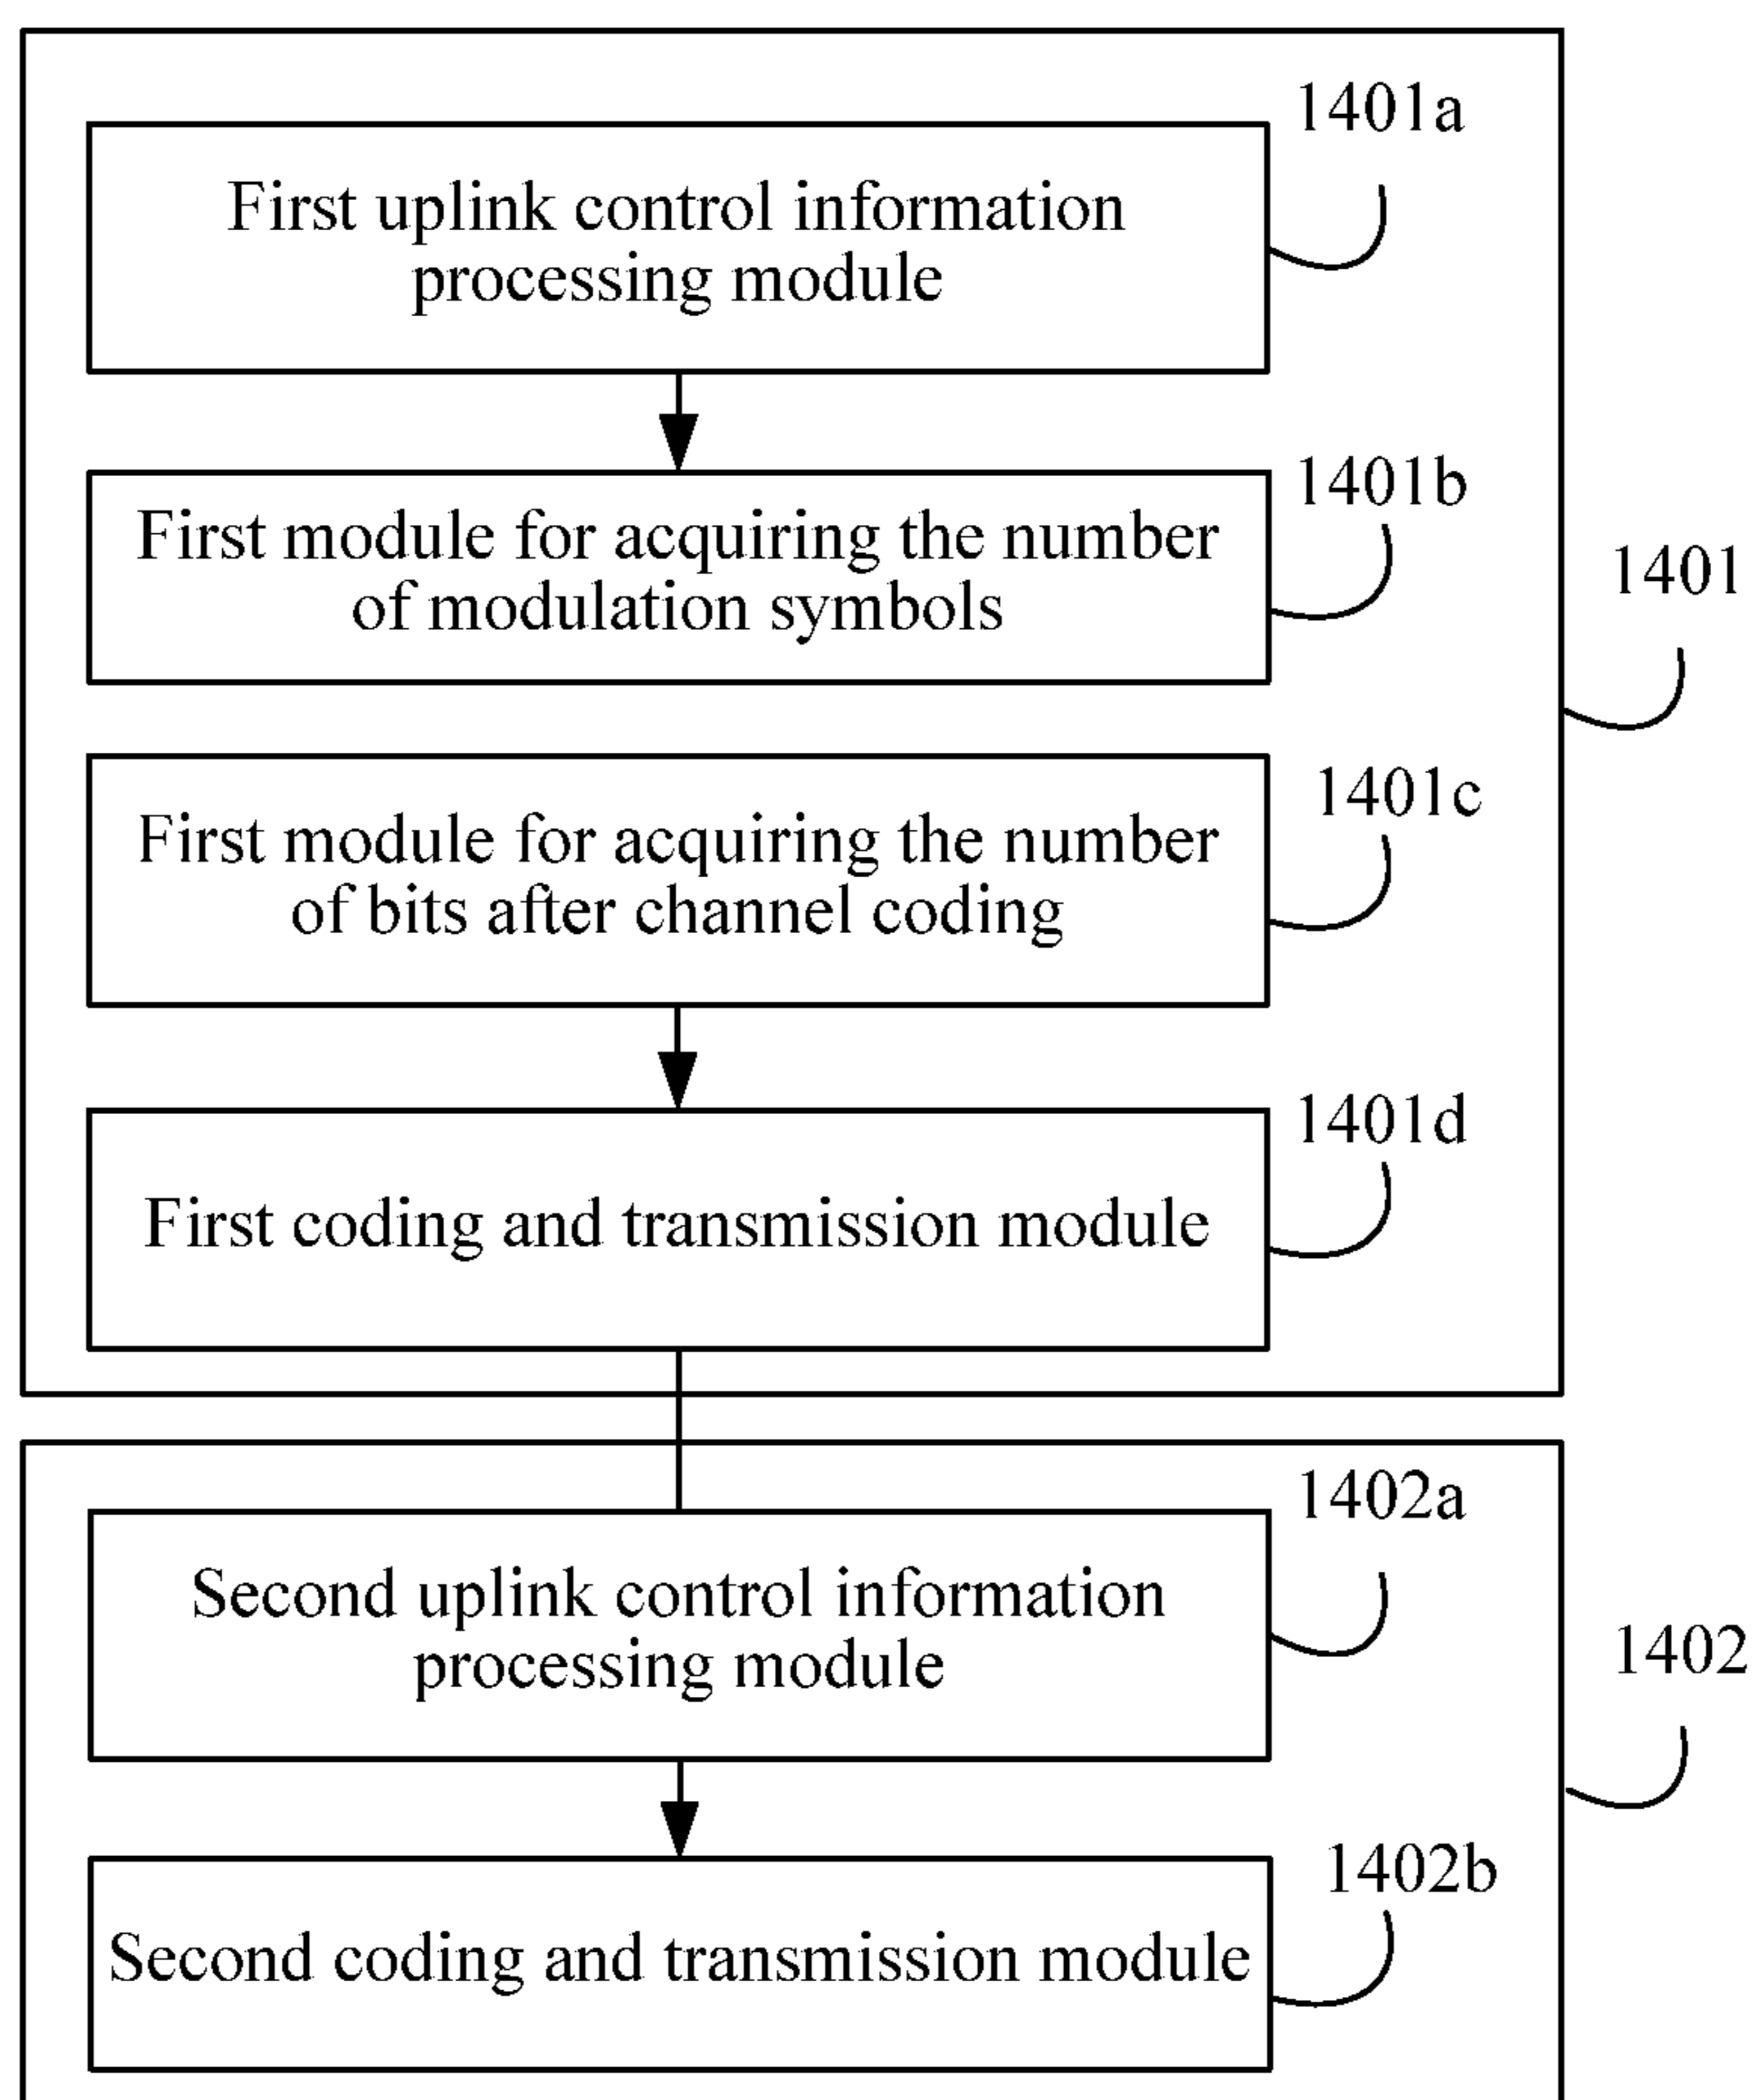 1401a
First uplink control information
processing module
1401b
First module for acquiring the number
of modulation symbols
1401
1401c
First module for acquiring the number
of bits after channel coding
1401d
First coding and transmission module
1402a
Second uplink control information
processing module
1402
1402b
Second coding and transmission module